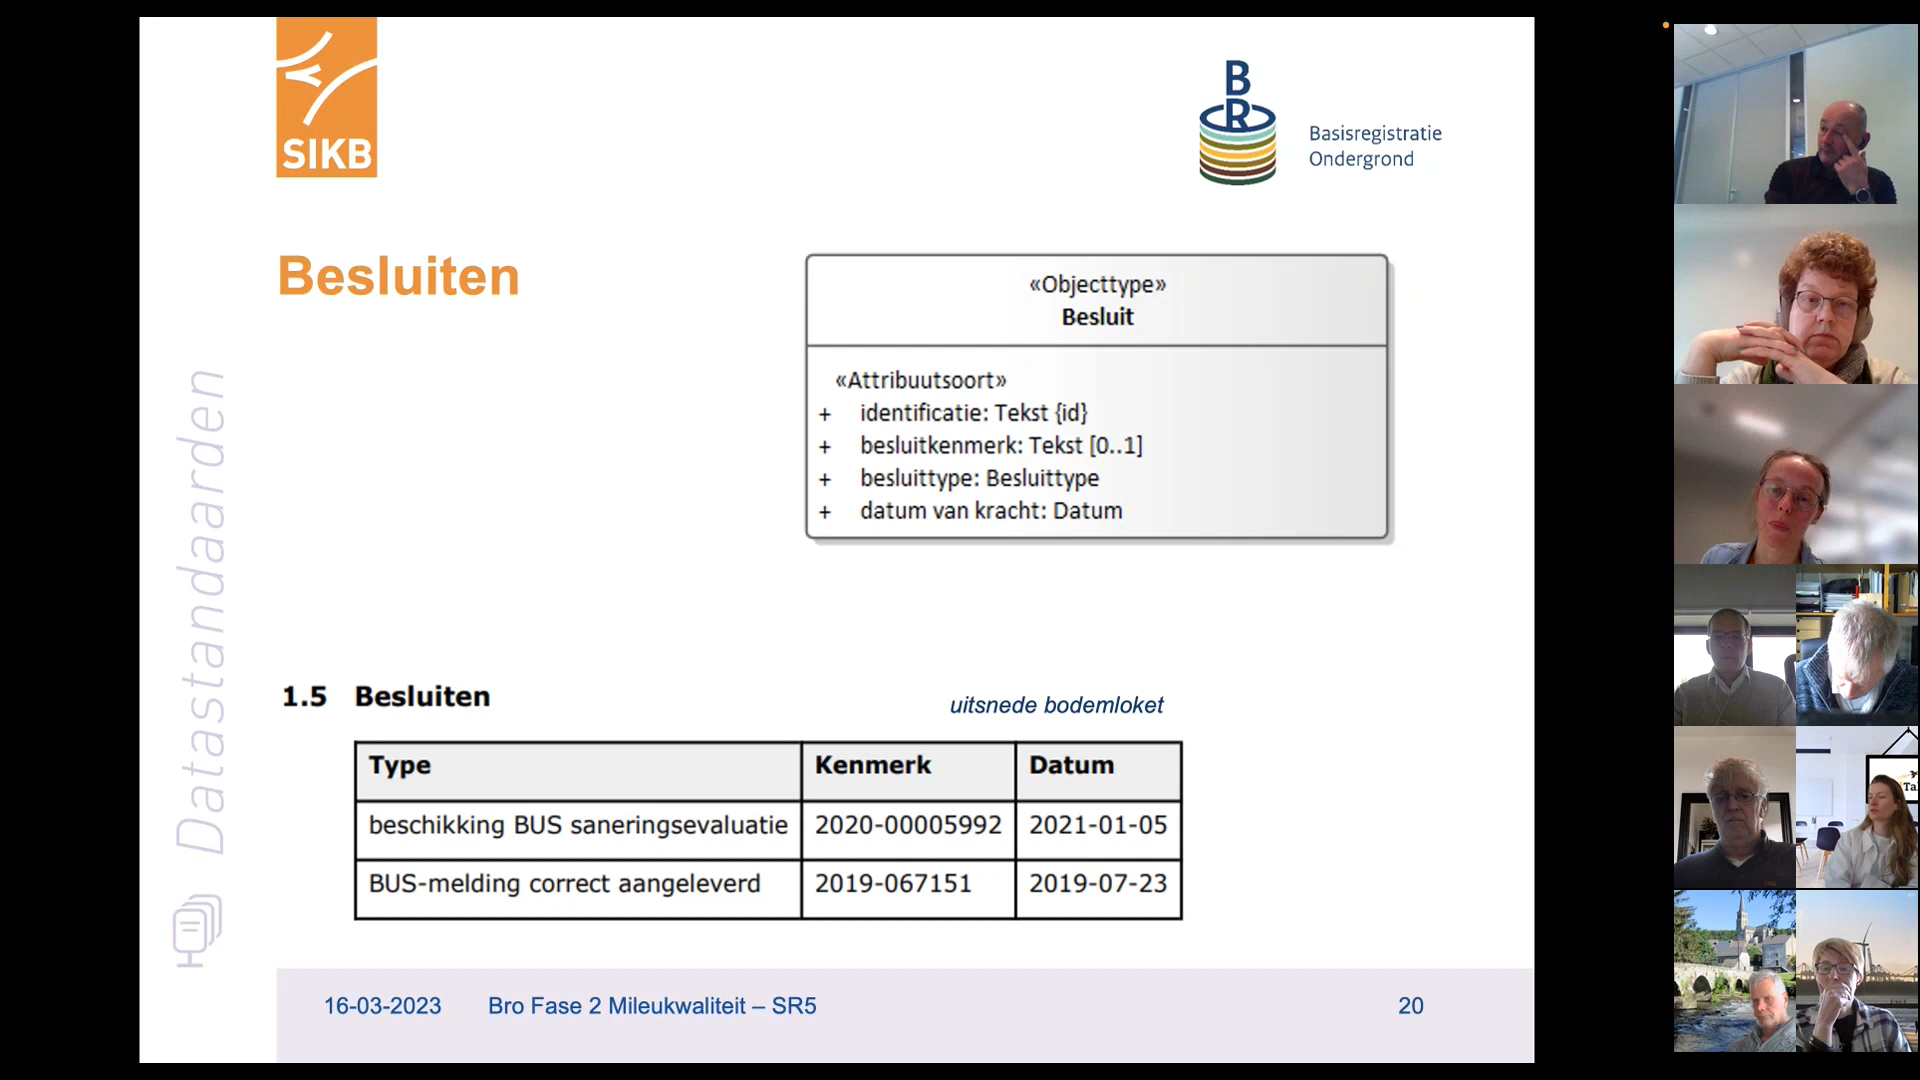 SIKB
B
R
Basisregistratie
Ondergrond
Besluiten
«Objecttype»
Besluit
«Attribuutsoort»
+ identificatie: Tekst {id}
+ besluitkenmerk: Tekst [0..1]
+ besluittype: Besluittype
+ datum van kracht: Datum
Datastandaarden
1.5 Besluiten
uitsnede bodemloket
Type Kenmerk Datum
beschikking BUS saneringsevaluatie 2020-00005992 2021-01-05
BUS-melding correct aangeleverd 2019-067151 2019-07-23
16-03-2023 Bro Fase 2 Mileukwaliteit – SR5 20